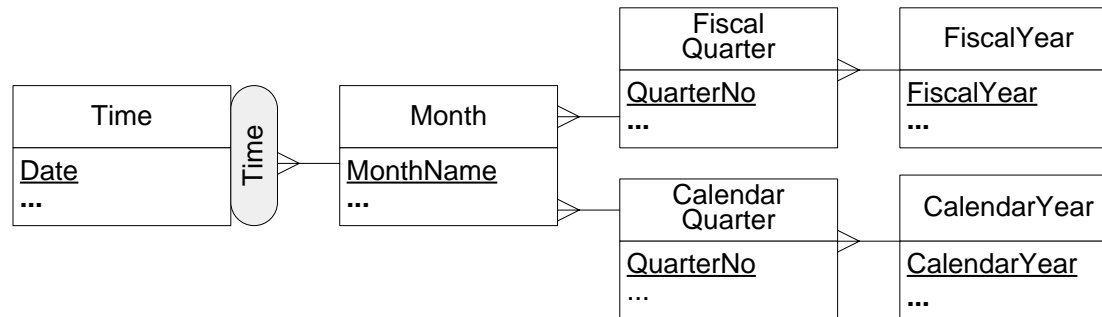 Time
Date
...
Time
Month
MonthName
...
Fiscal
Quarter
QuarterNo
...
FiscalYear
FiscalYear
...
Calendar
Quarter
QuarterNo
...
CalendarYear
CalendarYear
...